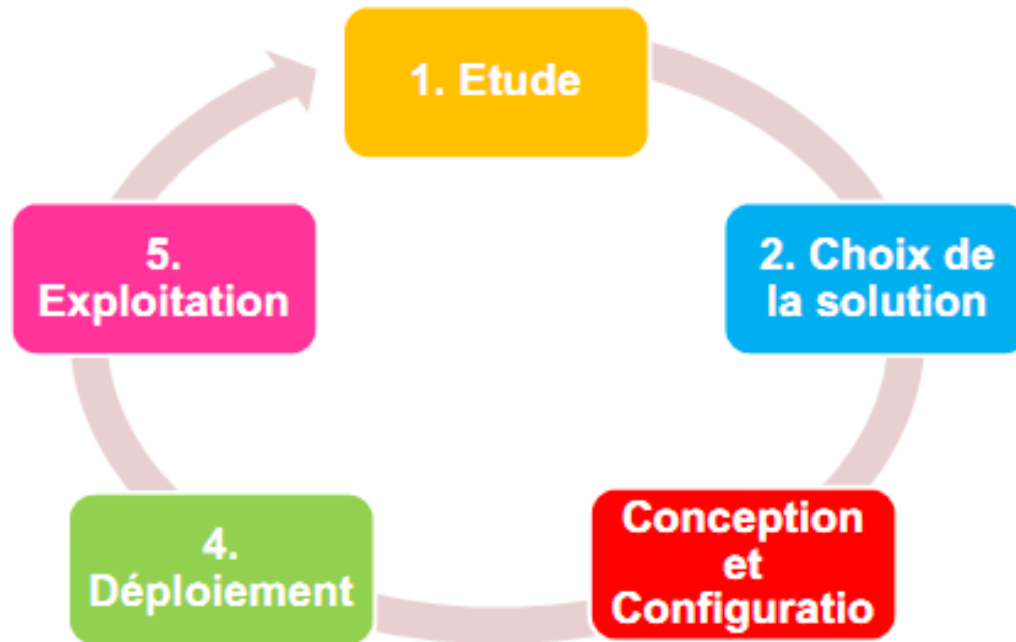 1. Etude
2. Choix de
la solution
Conception
et
Configuratio
4.
Déploiement
5.
Exploitation